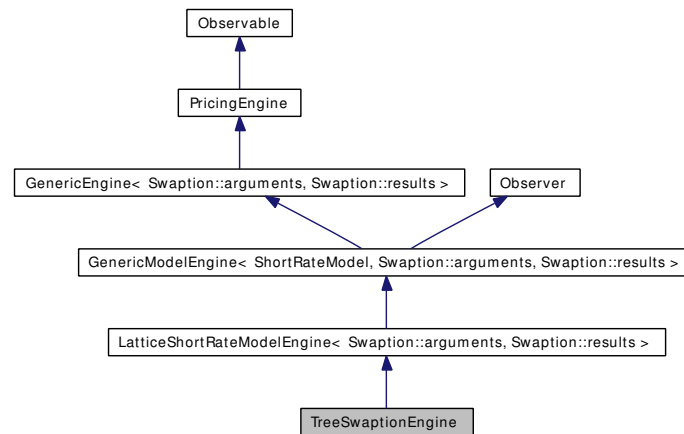 Observable
PricingEngine
GenericEngine< Swaption::arguments, Swaption::results >
Observer
GenericModelEngine< ShortRateModel, Swaption::arguments, Swaption::results >
LatticeShortRateModelEngine< Swaption::arguments, Swaption::results >
TreeSwaptionEngine